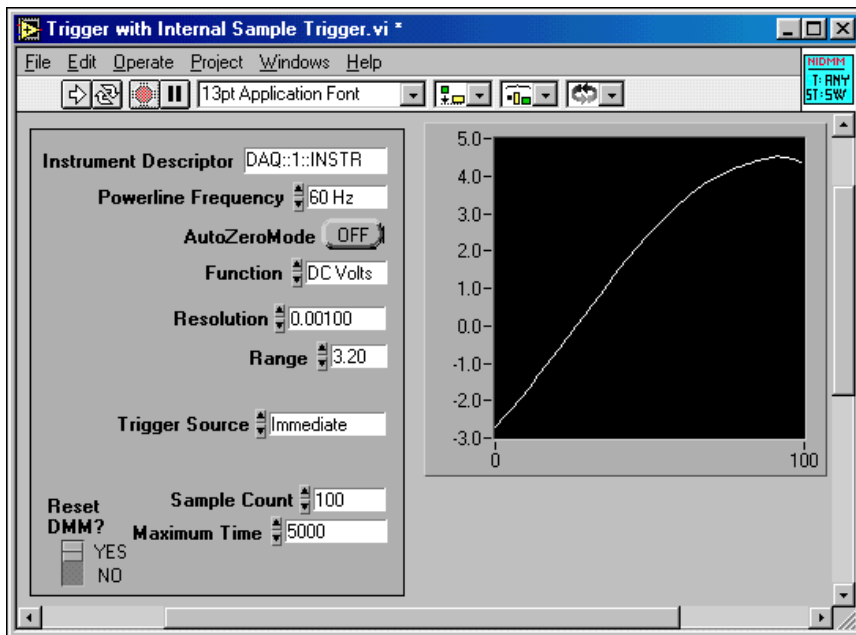 Trigger with Internal Sample Trigger.vi *
File Edit Operate Project Windows Help
13pt Application Font
NIDMM
T:ANY
ST:SW
Instrument Descriptor DAQ::1::INSTR
Powerline Frequency 60 Hz
AutoZeroMode OFF
Function DC Volts
Resolution 0.00100
Range 3.20
Trigger Source Immediate
Sample Count 100
Maximum Time 5000
Reset
DMM?
YES
NO
5.0
4.0
3.0
2.0
1.0
0.0
-1.0
-2.0
-3.0
0 100